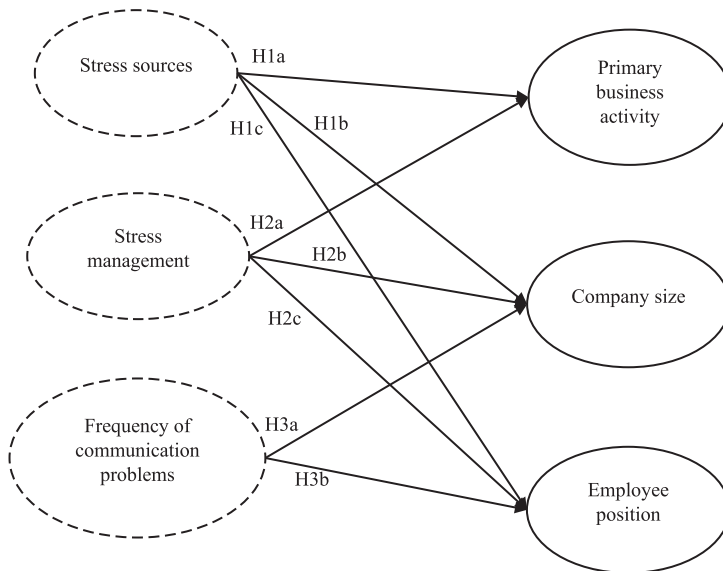 Stress sources
H1a
H1b
H1c
Primary
business
activity
Stress
management
H2a
H2b
H2c
Company size
Frequency of
communication
problems
H3a
H3b
Employee
position